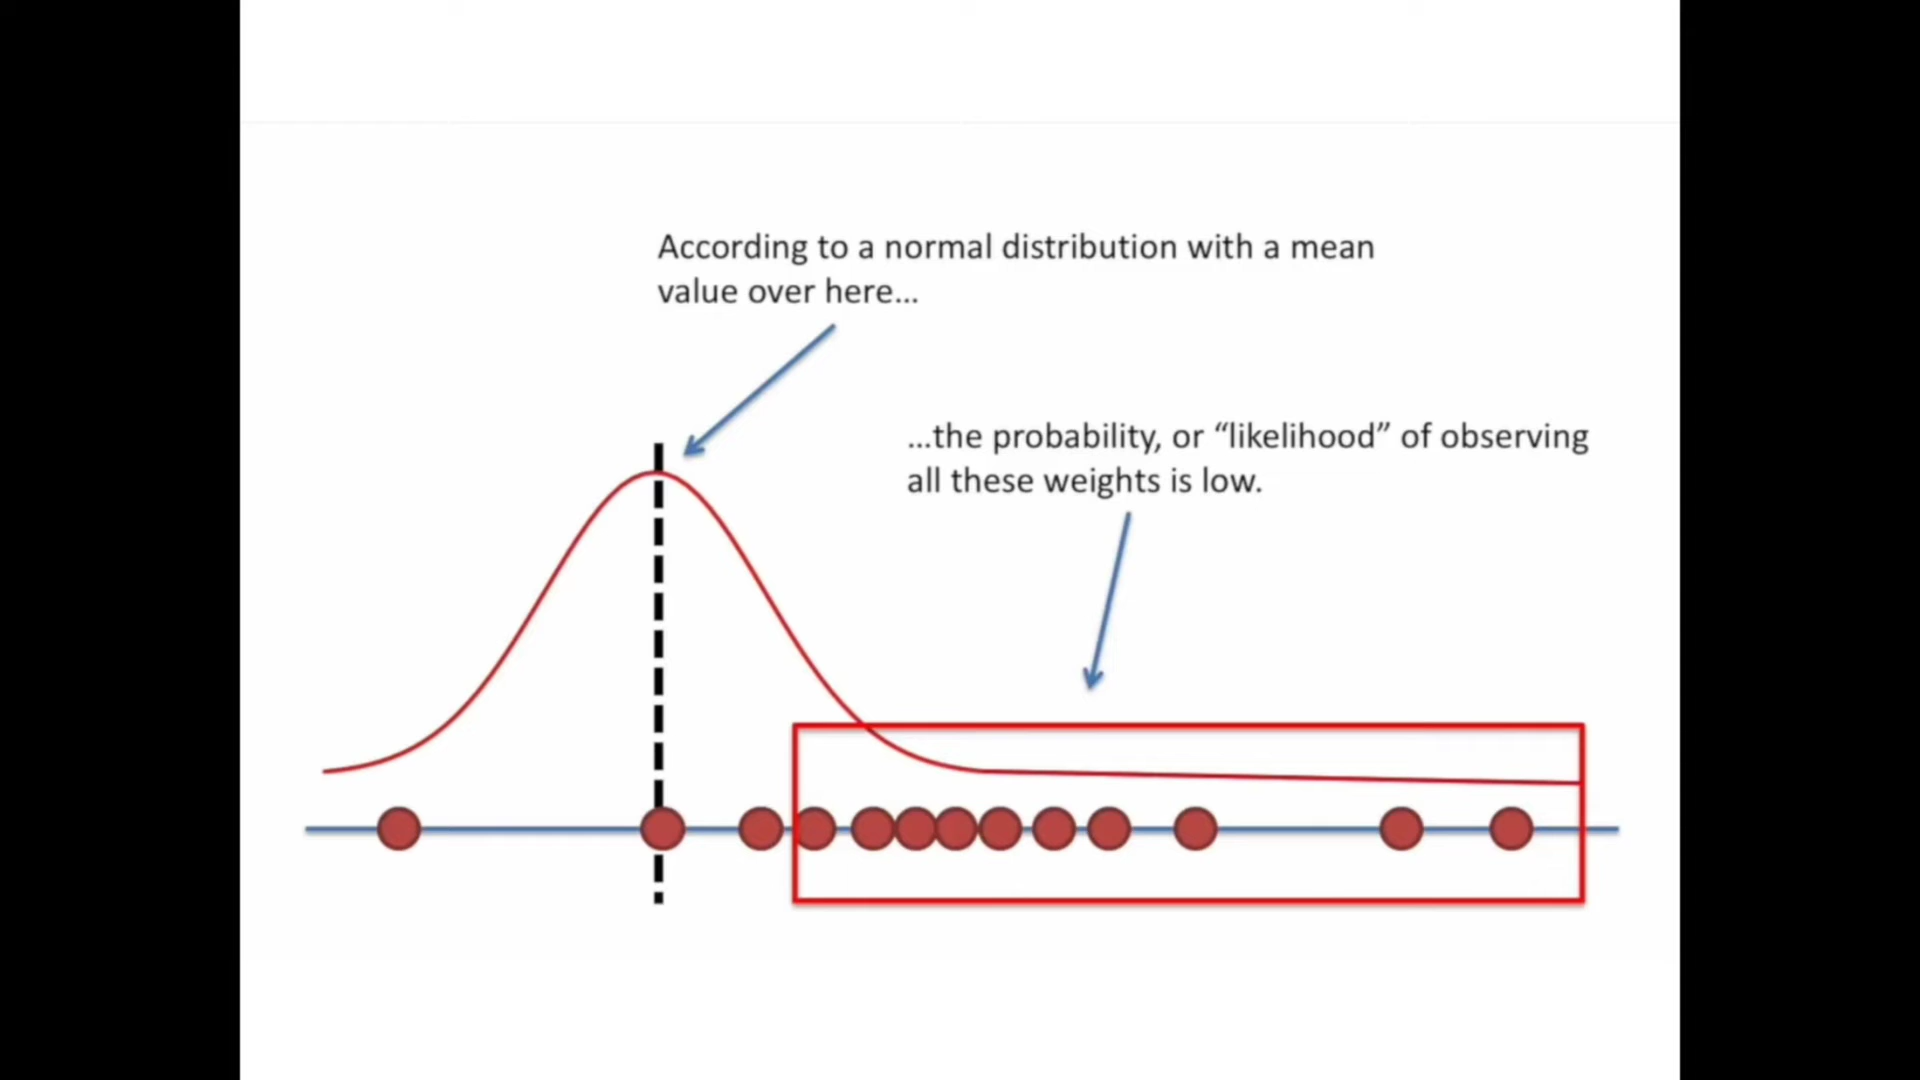 According to a normal distribution with a mean
value over here...
...the probability, or “likelihood” of observing
all these weights is low.